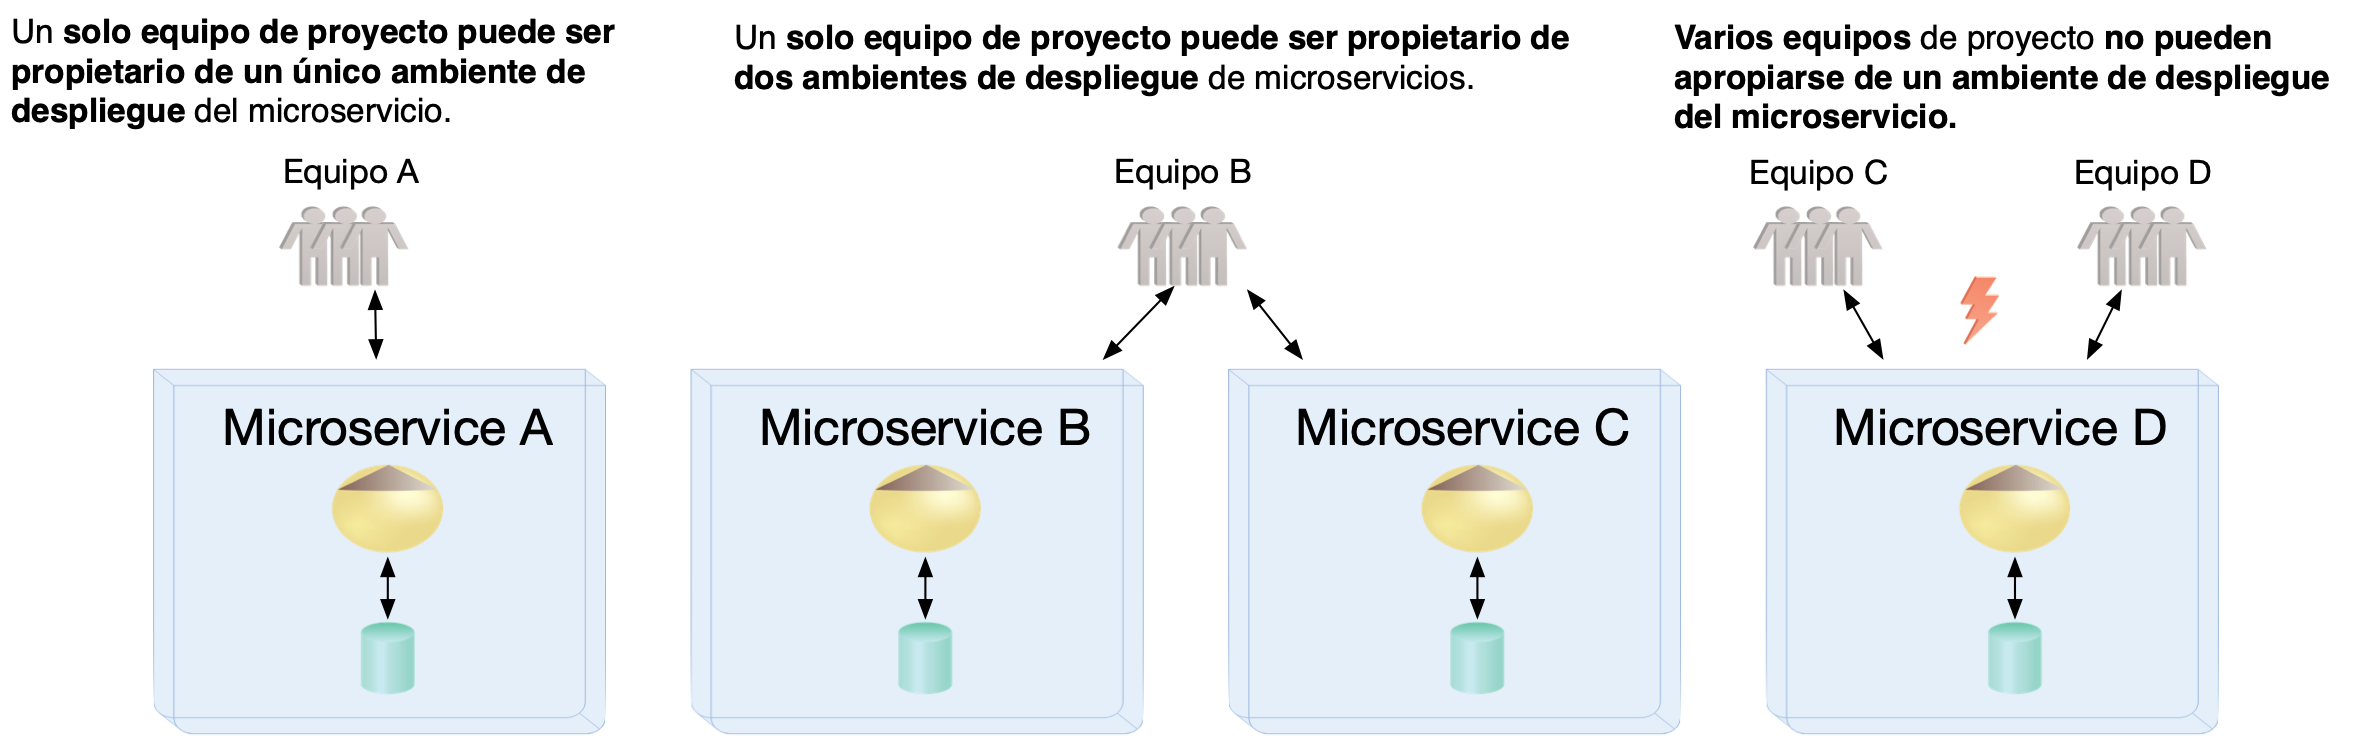 Un solo equipo de proyecto puede ser
propietario de un único ambiente de
despliegue del microservicio.
Un solo equipo de proyecto puede ser propietario de
dos ambientes de despliegue de microservicios.
Varios equipos de proyecto no pueden
apropiarse de un ambiente de despliegue
del microservicio.
Equipo A
Equipo B
Equipo C
Equipo D
Microservice A
Microservice B
Microservice C
Microservice D